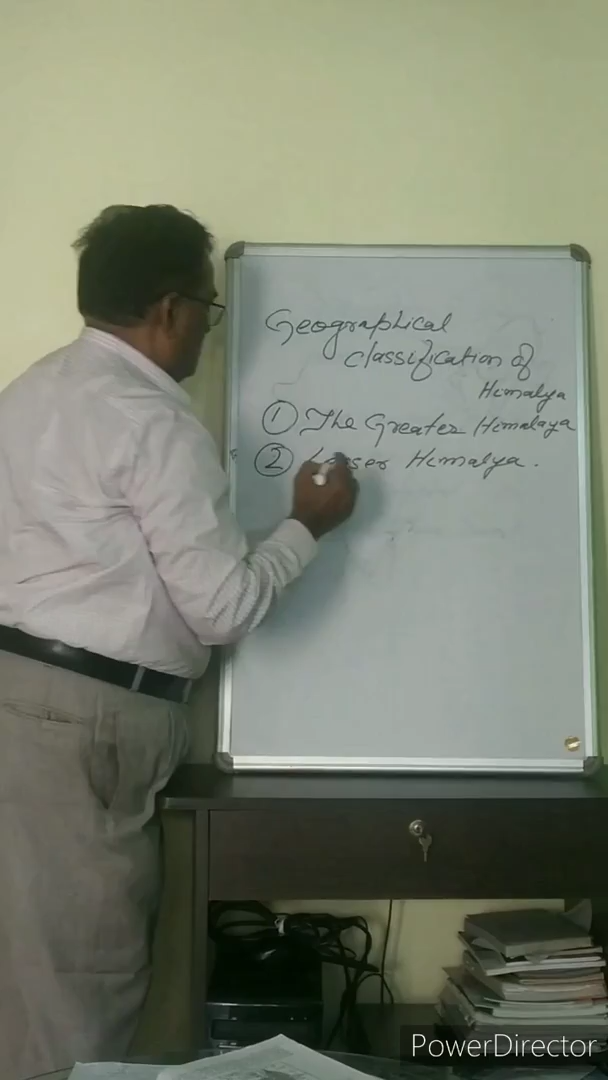 Geographical
classification of
Himalya
① The Greater Himalaya
② Lesser Himalya.
PowerDirector